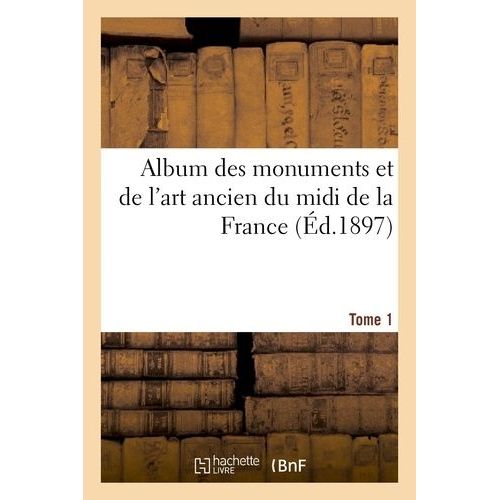 Album des monuments et
de l'art ancien du midi de la
France (Éd.1897)
Tome 1
hachette
LIVRE
{BnF